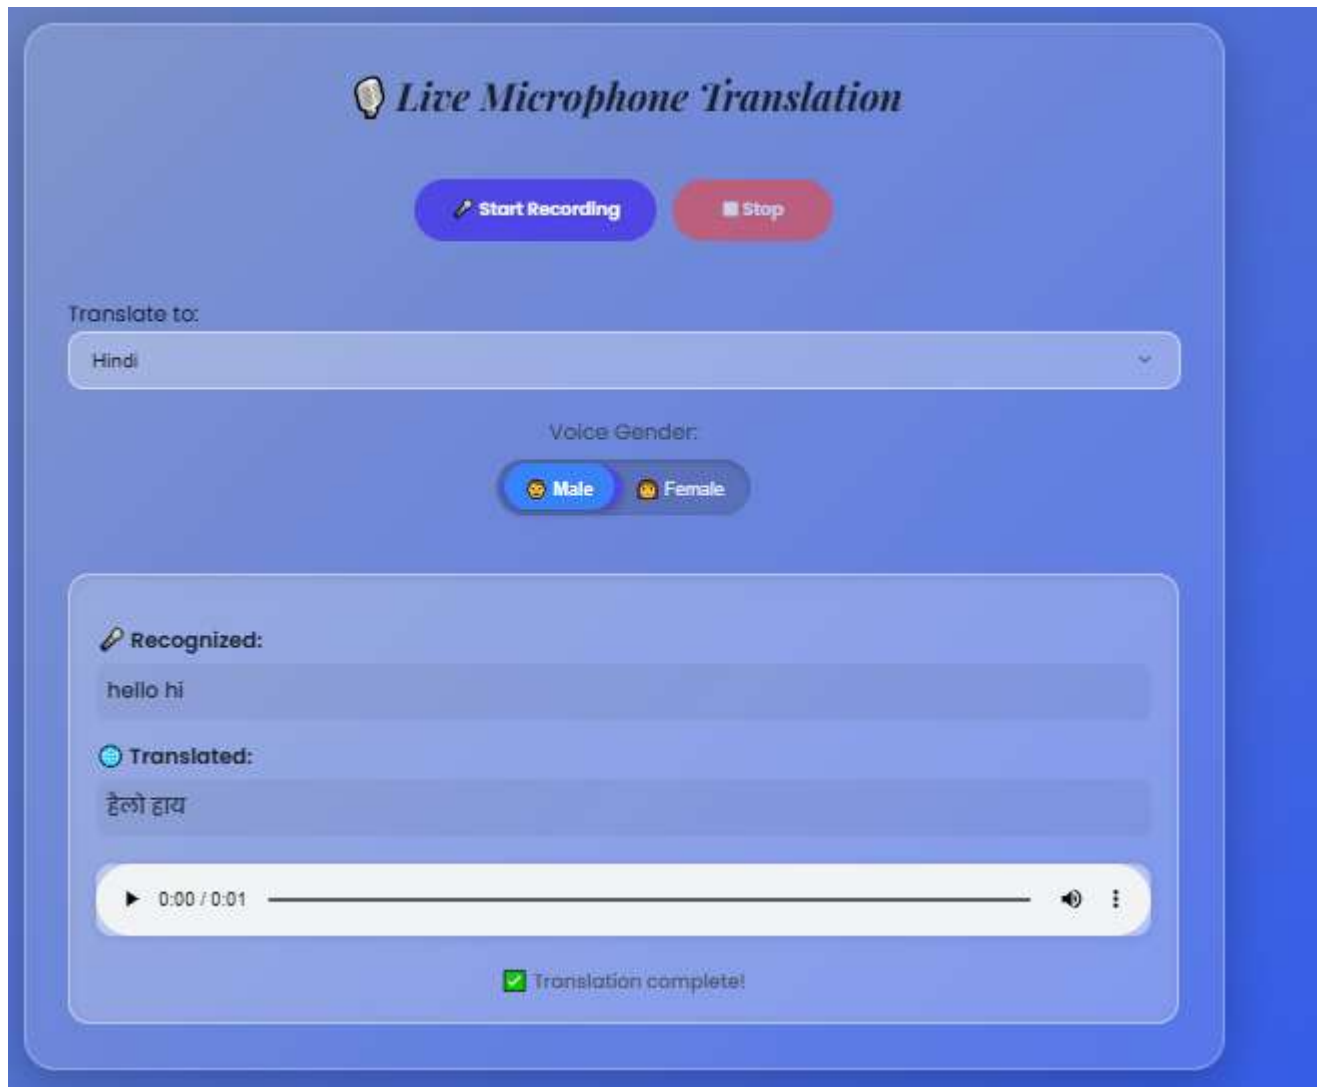 Live Microphone Translation
Start Recording
Stop
Translate to:
Hindi
Voice Gender:
Male
Female
Recognized:
hello hi
Translated:
हैलो हाय
0:00 / 0:01
Translation complete!